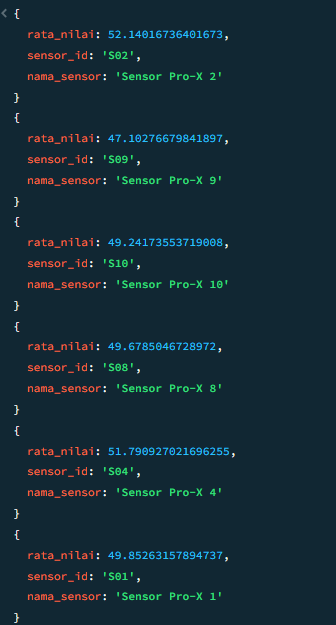 {
rata_nilai: 52.14016736401673,
sensor_id: 'S02',
nama_sensor: 'Sensor Pro-X 2'
}
{
rata_nilai: 47.10276679841897,
sensor_id: 'S09',
nama_sensor: 'Sensor Pro-X 9'
}
{
rata_nilai: 49.24173553719008,
sensor_id: 'S10',
nama_sensor: 'Sensor Pro-X 10'
}
{
rata_nilai: 49.6785046728972,
sensor_id: 'S08',
nama_sensor: 'Sensor Pro-X 8'
}
{
rata_nilai: 51.790927021696255,
sensor_id: 'S04',
nama_sensor: 'Sensor Pro-X 4'
}
{
rata_nilai: 49.85263157894737,
sensor_id: 'S01',
nama_sensor: 'Sensor Pro-X 1'
}